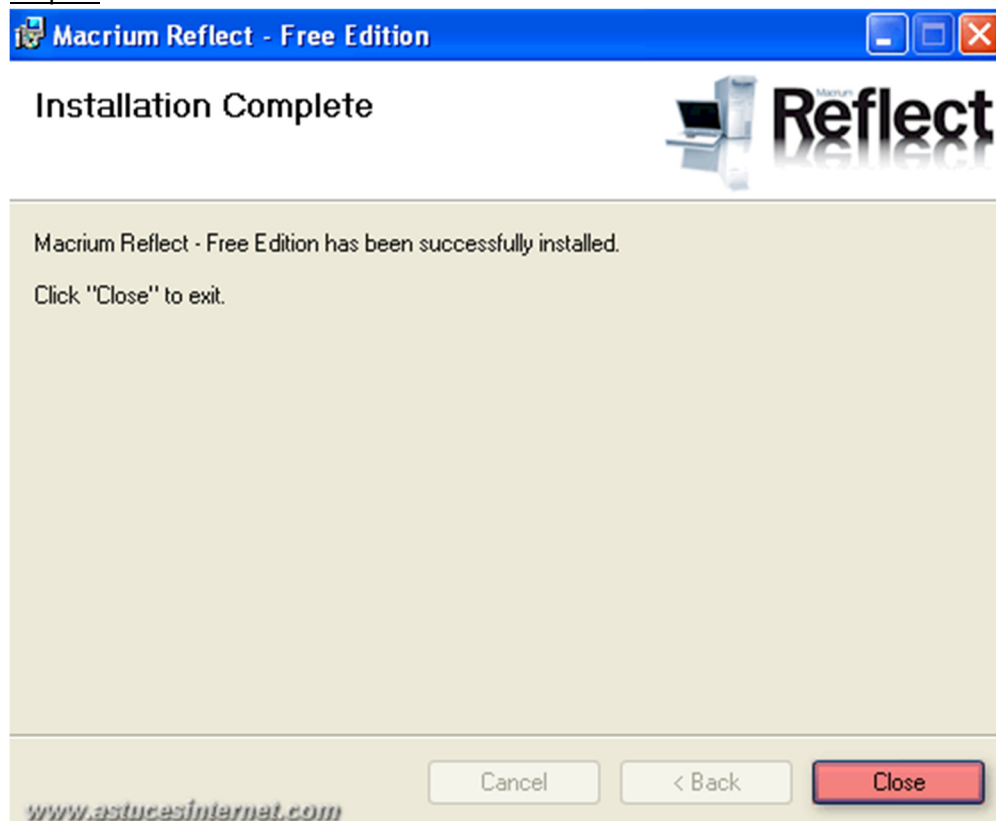 Macrium Reflect - Free Edition
Installation Complete
Macrium
Reflect
Macrium Reflect - Free Edition has been successfully installed.
Click "Close" to exit.
Cancel
< Back
Close
www.astucesinternet.com